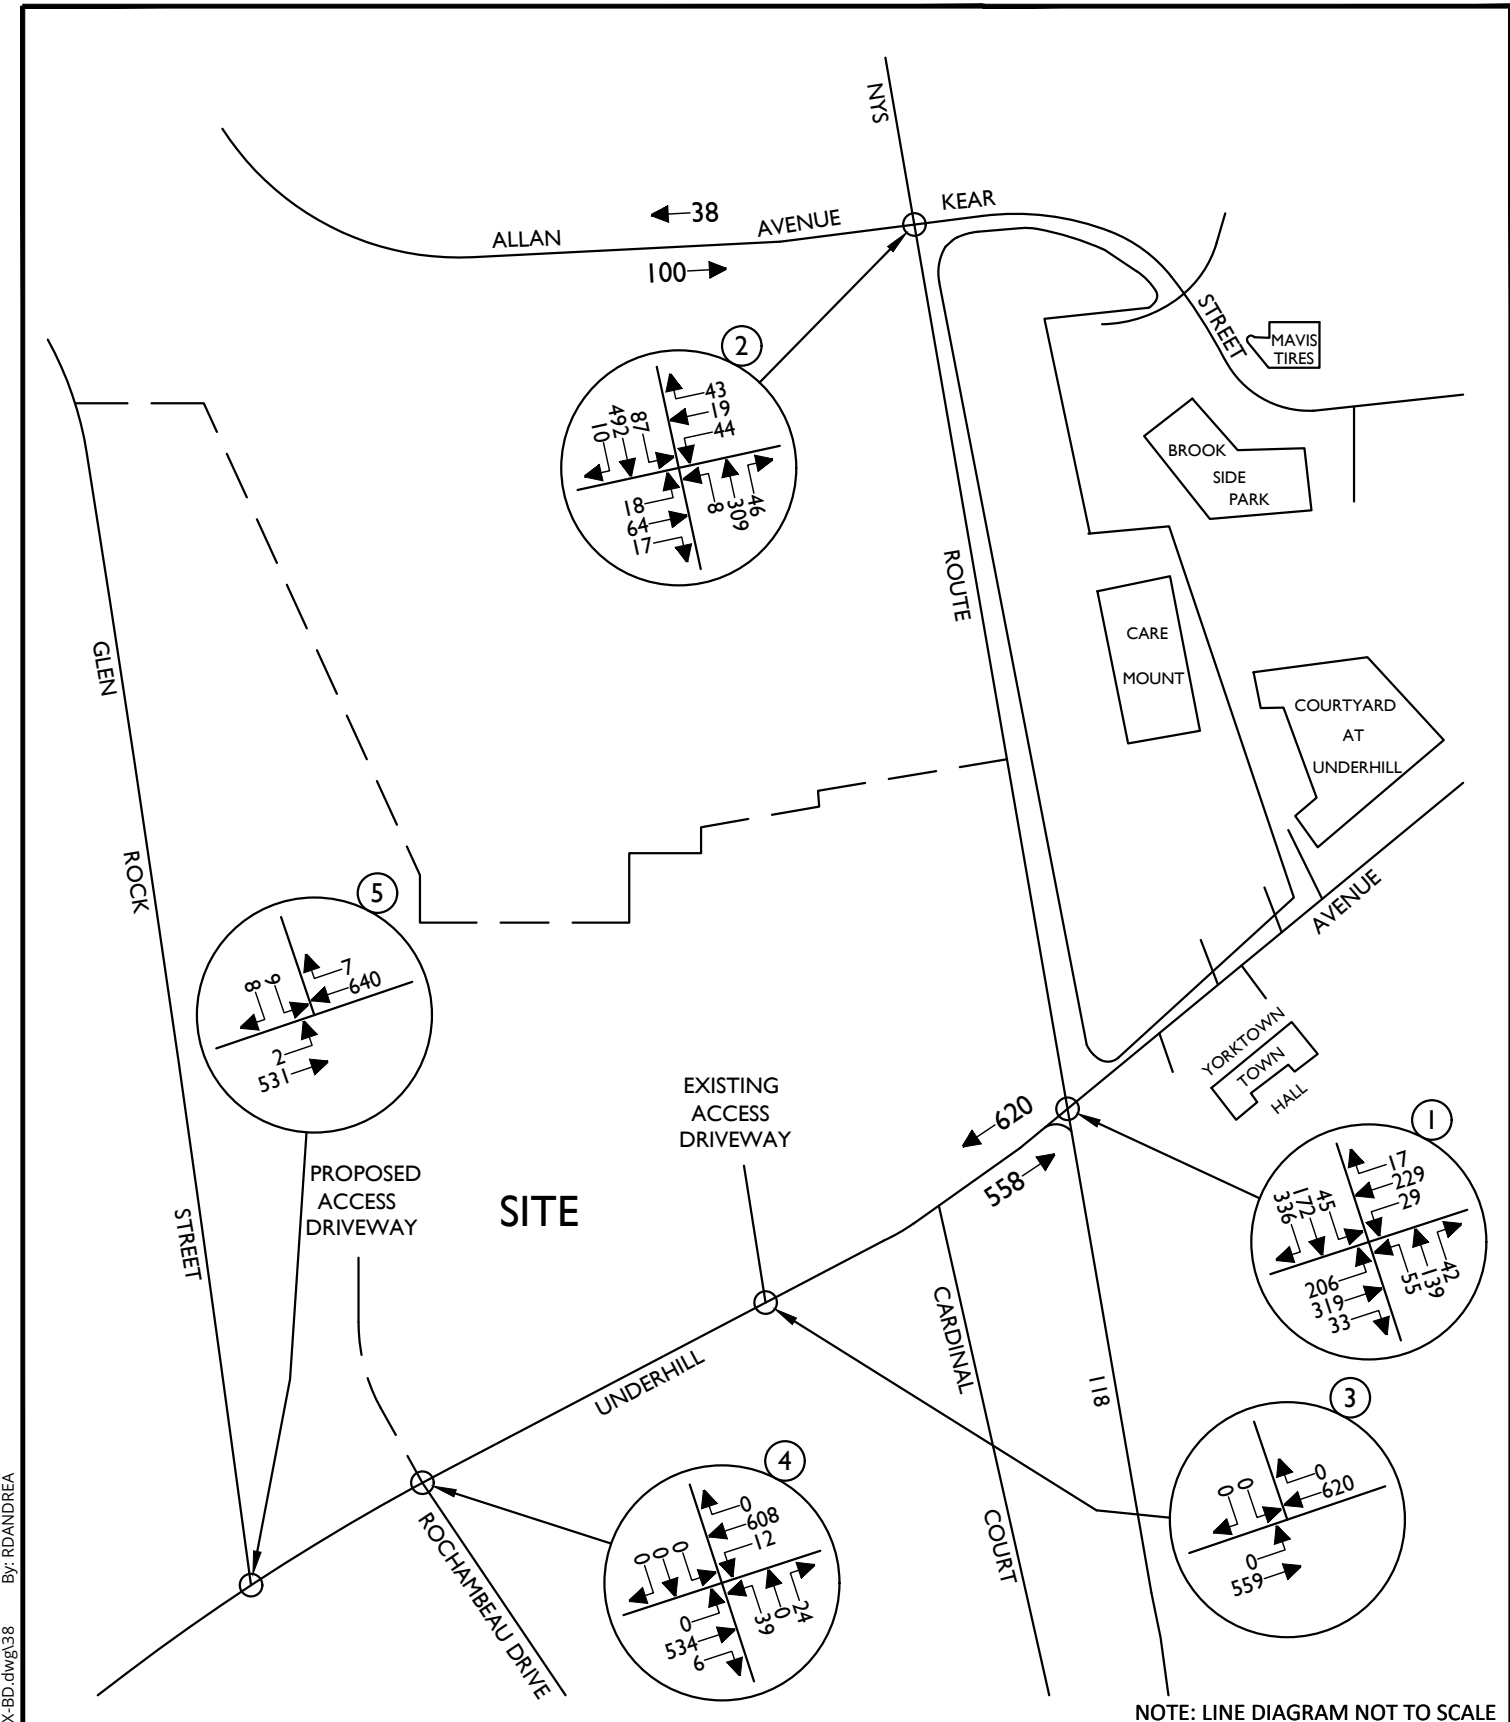 NYS
KEAR
38
ALLAN
AVENUE
100
STREET
MAVIS
TIRES
2
43
19
44
87
492
10
18
64
17
8
309
46
BROOK
SIDE
PARK
ROUTE
CARE
MOUNT
GLEN
COURTYARD
AT
UNDERHILL
ROCK
AVENUE
5
7
640
9
8
2
531
YORKTOWN
TOWN
HALL
EXISTING
ACCESS
DRIVEWAY
620
558
1
17
229
29
45
172
336
206
319
33
55
139
42
PROPOSED
ACCESS
DRIVEWAY
SITE
STREET
CARDINAL
UNDERHILL
118
3
0
620
0
0
0
559
4
0
608
12
0
0
0
0
534
6
39
0
24
COURT
ROCHAMBEAU DRIVE
By: RDANDREA
X-BD.dwg\38
NOTE: LINE DIAGRAM NOT TO SCALE